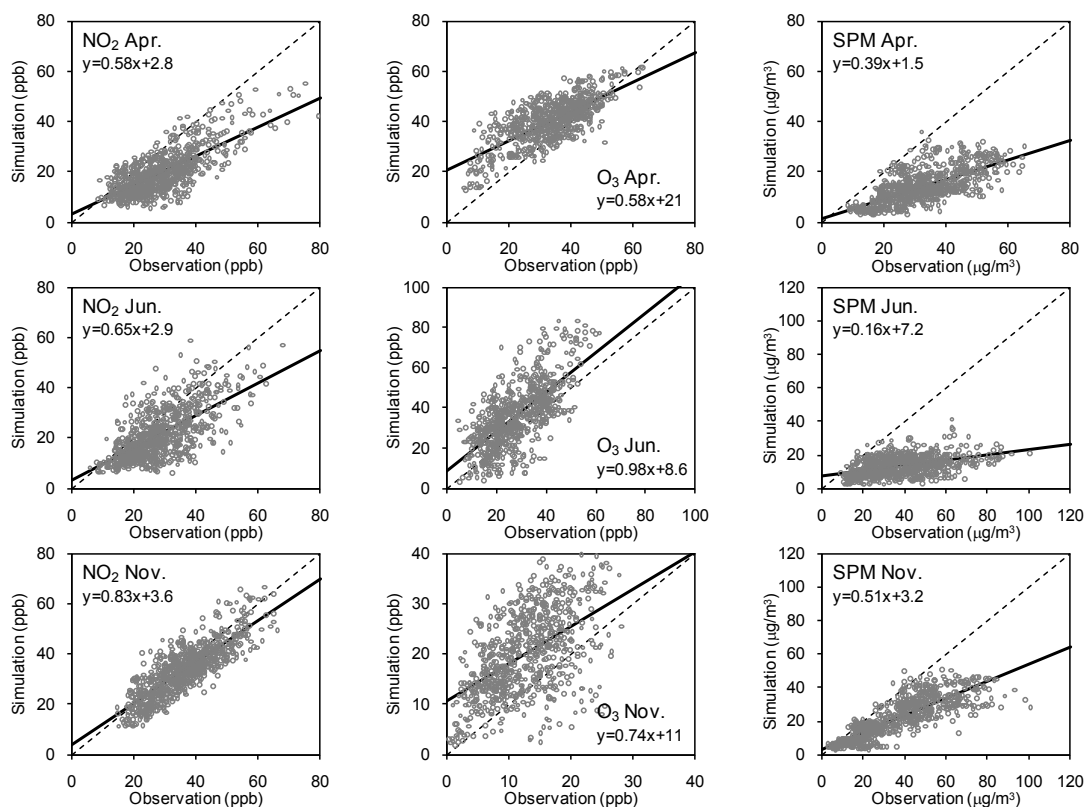 NO₂ Apr.
y=0.58x+2.8
80
60
40
20
0
0 20 40 60 80
Simulation (ppb)
Observation (ppb)
O₃ Apr.
y=0.58x+21
80
60
40
20
0
0 20 40 60 80
Simulation (ppb)
Observation (ppb)
SPM Apr.
y=0.39x+1.5
80
60
40
20
0
0 20 40 60 80
Simulation (μg/m³)
Observation (μg/m³)
NO₂ Jun.
y=0.65x+2.9
80
60
40
20
0
0 20 40 60 80
Simulation (ppb)
Observation (ppb)
O₃ Jun.
y=0.98x+8.6
100
80
60
40
20
0
0 20 40 60 80 100
Simulation (ppb)
Observation (ppb)
SPM Jun.
y=0.16x+7.2
120
100
80
60
40
20
0
0 20 40 60 80 100 120
Simulation (μg/m³)
Observation (μg/m³)
NO₂ Nov.
y=0.83x+3.6
80
60
40
20
0
0 20 40 60 80
Simulation (ppb)
Observation (ppb)
O₃ Nov.
y=0.74x+11
40
30
20
10
0
0 10 20 30 40
Simulation (ppb)
Observation (ppb)
SPM Nov.
y=0.51x+3.2
120
100
80
60
40
20
0
0 20 40 60 80 100 120
Simulation (μg/m³)
Observation (μg/m³)